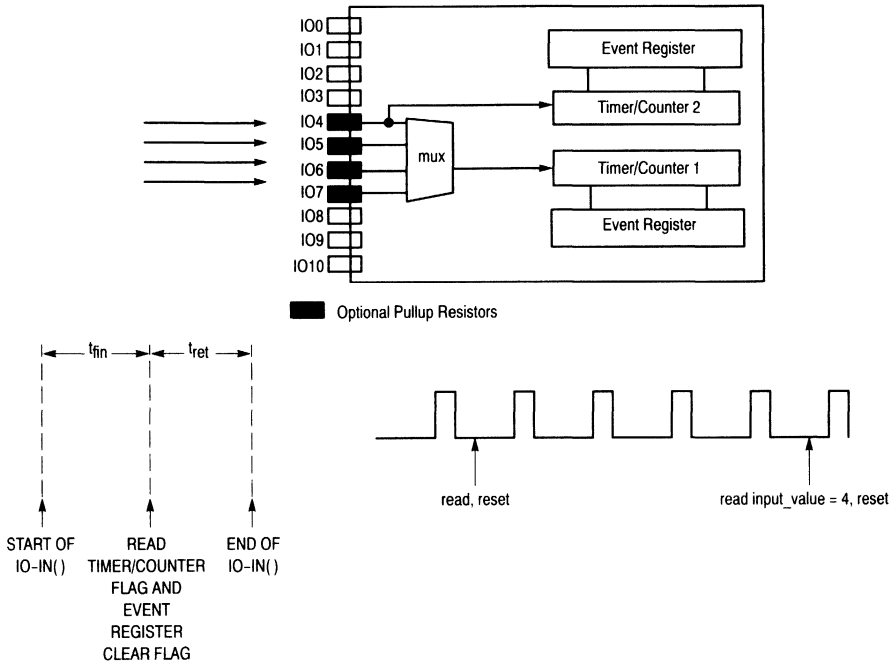 IO0
IO1
IO2
IO3
IO4
IO5
IO6
IO7
IO8
IO9
IO10
mux
Event Register
Timer/Counter 2
Timer/Counter 1
Event Register
Optional Pullup Resistors
tfin
tret
START OF
IO-IN( )
READ
TIMER/COUNTER
FLAG AND
EVENT
REGISTER
CLEAR FLAG
END OF
IO-IN( )
read, reset
read input_value = 4, reset